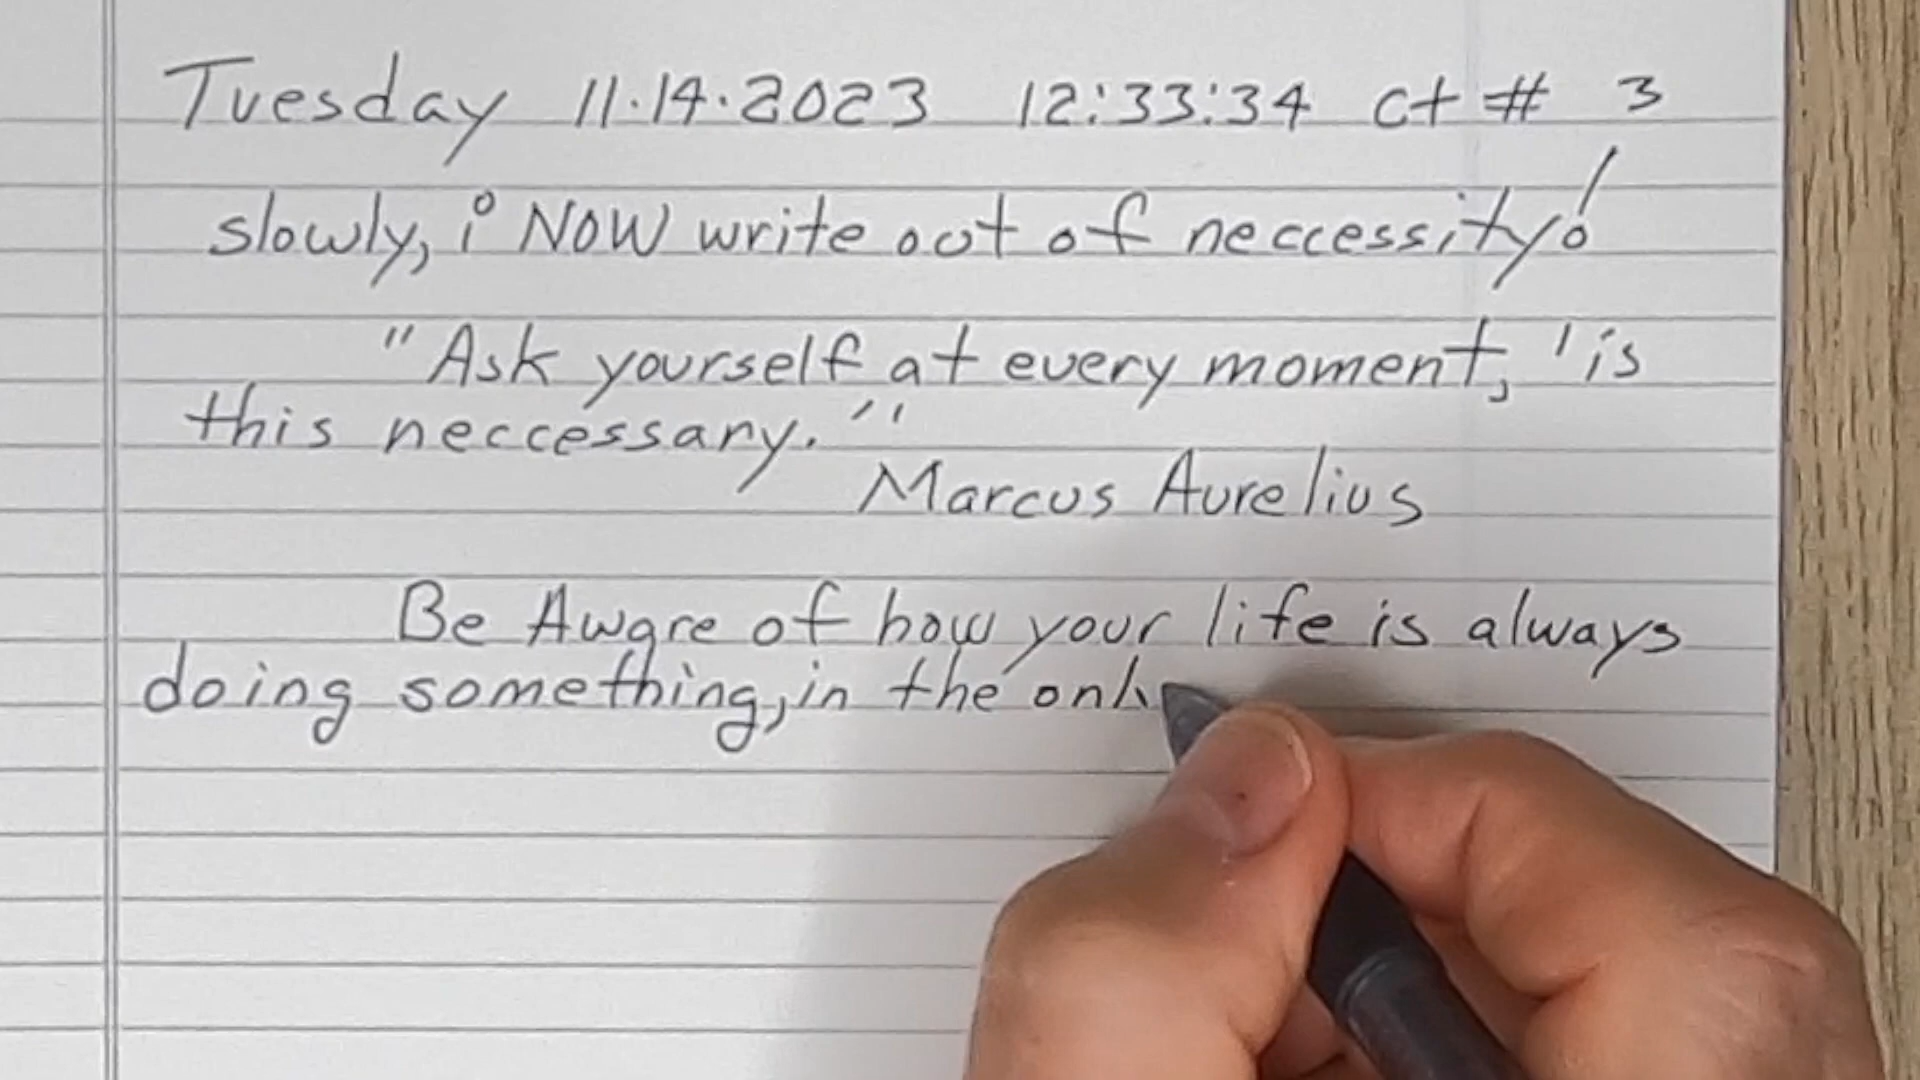 Tuesday 11.14.2023 12:33:34 ct # 3
slowly, i NOW write out of neccessity!
"Ask yourself at every moment, 'is
this neccessary.'"
Marcus Aurelius
Be Aware of how your life is always
doing something, in the